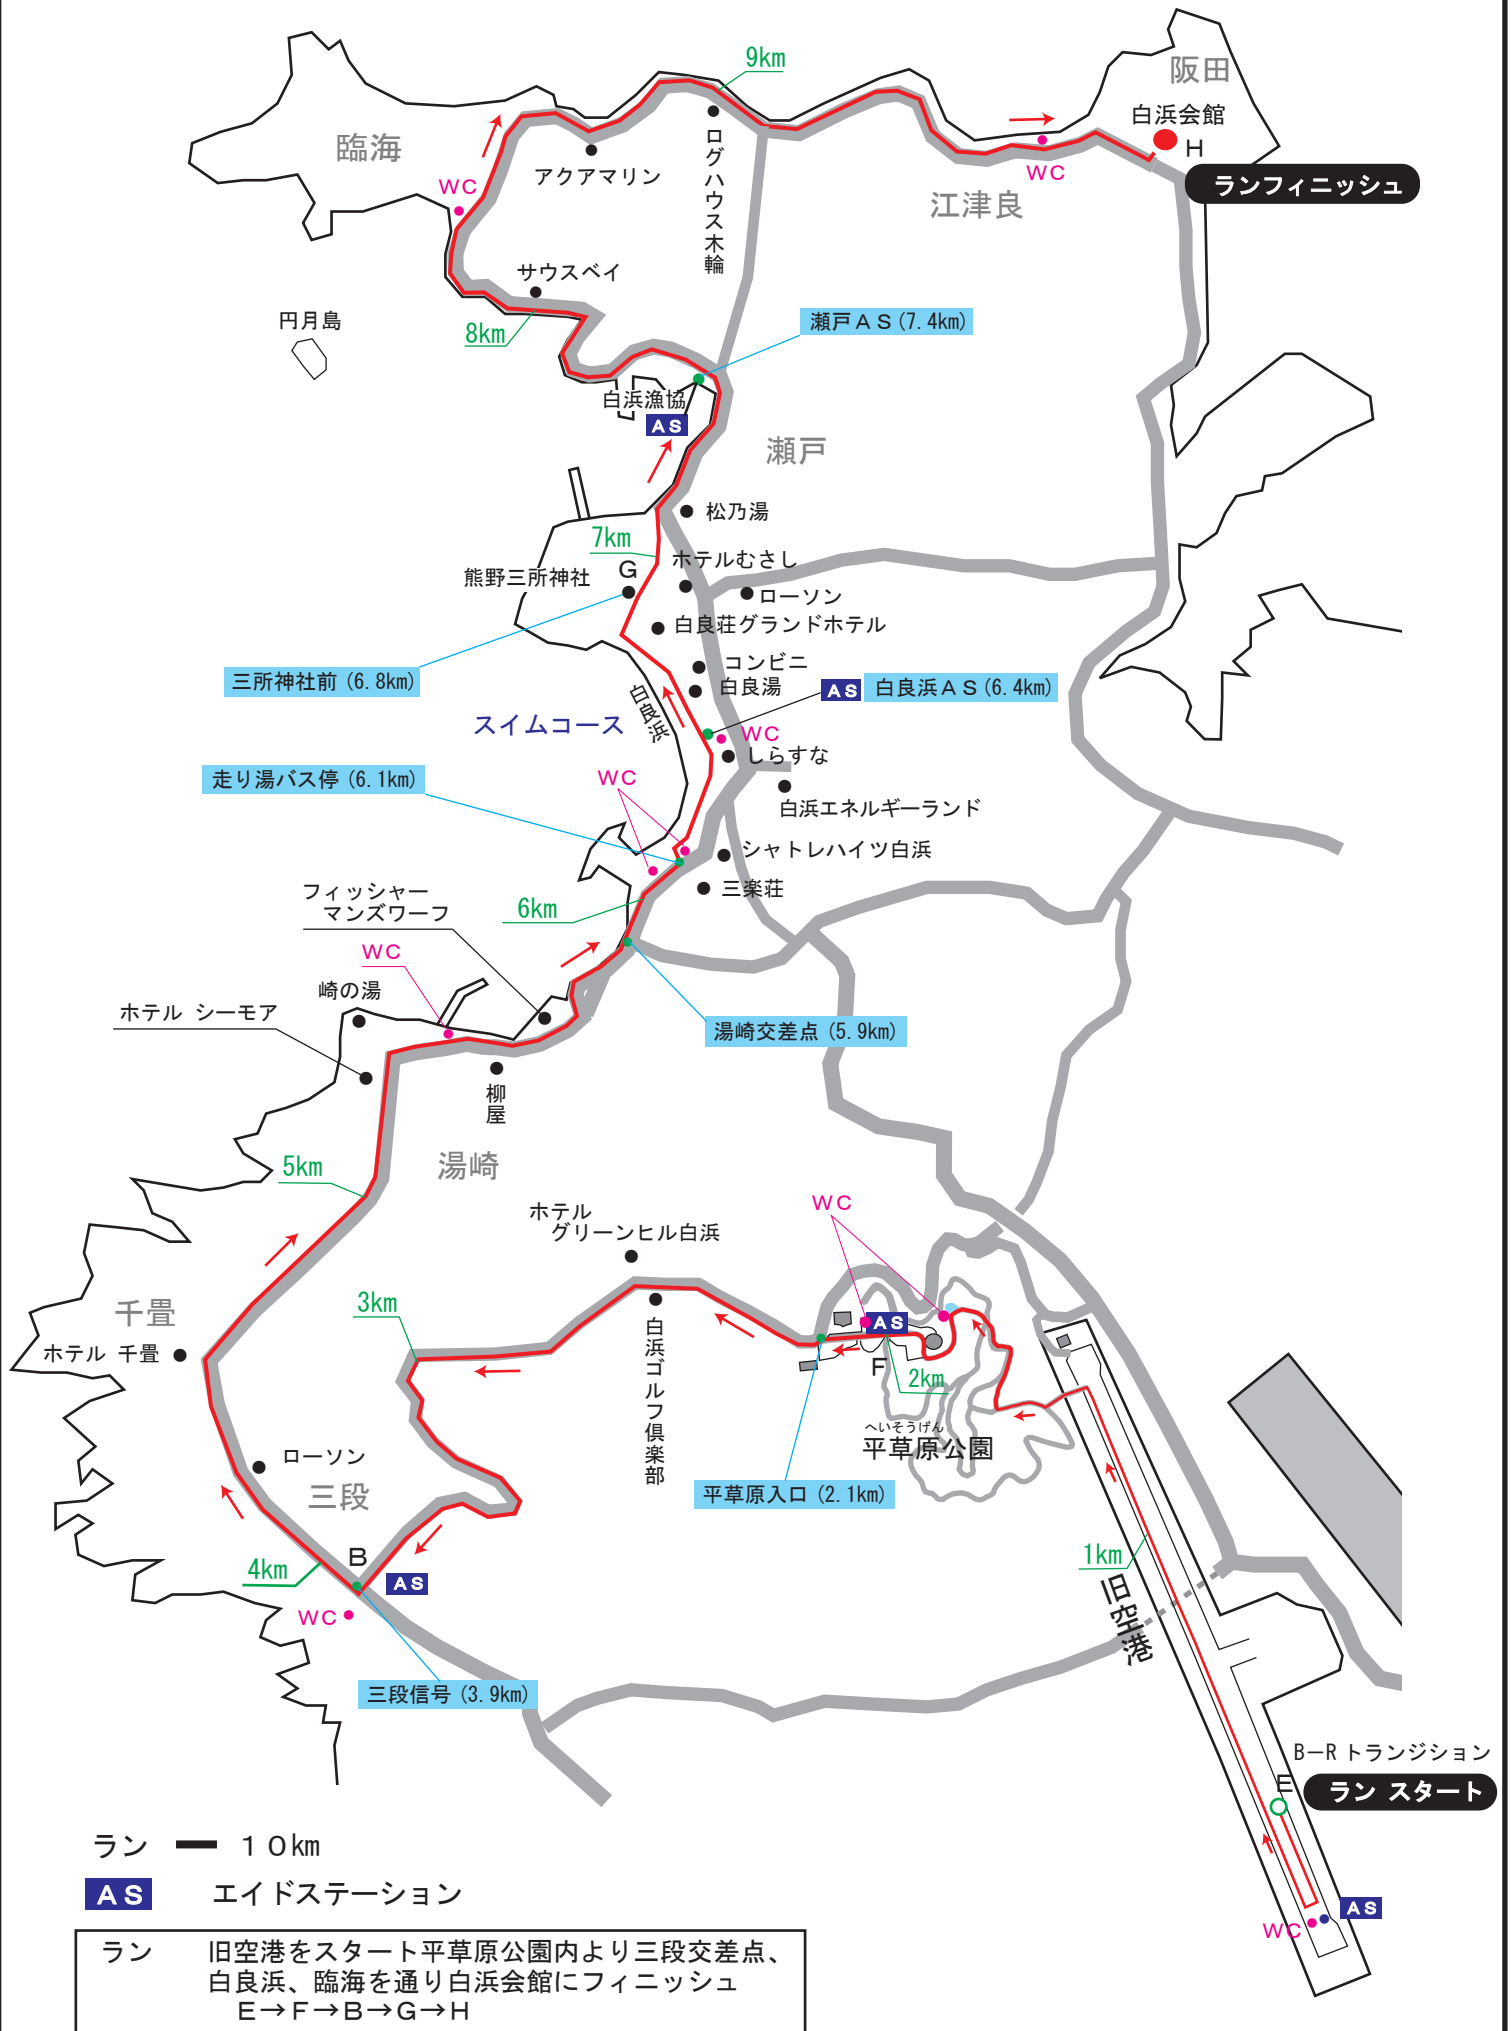 9km
阪田
白浜会館
H
ランフィニッシュ
臨海
アクアマリン
ログハウス木輪
WC
江津良
WC
サウスベイ
円月島
8km
瀬戸AS(7.4km)
白浜漁協
AS
瀬戸
松乃湯
7km
ホテルむさし
G
熊野三所神社
ローソン
白良荘グランドホテル
三所神社前(6.8km)
コンビニ
白良湯
AS
白良浜AS(6.4km)
白良浜
スイムコース
WC
しらすな
走り湯バス停(6.1km)
WC
白浜エネルギーランド
シャトレハイツ白浜
三楽荘
フィッシャー
マンズワーフ
6km
WC
崎の湯
ホテル シーモア
湯崎交差点(5.9km)
柳屋
湯崎
5km
WC
ホテル
グリーンヒル白浜
3km
千畳
ホテル 千畳
AS
F
2km
白浜ゴルフ倶楽部
へいそうげん
平草原公園
ローソン
三段
平草原入口(2.1km)
1km
旧空港
4km
B
AS
WC
三段信号(3.9km)
B−Rトランジション
E
ラン スタート
AS
WC
ラン 10km
AS エイドステーション
ラン 旧空港をスタート平草原公園内より三段交差点、
白良浜、臨海を通り白浜会館にフィニッシュ
E→F→B→G→H